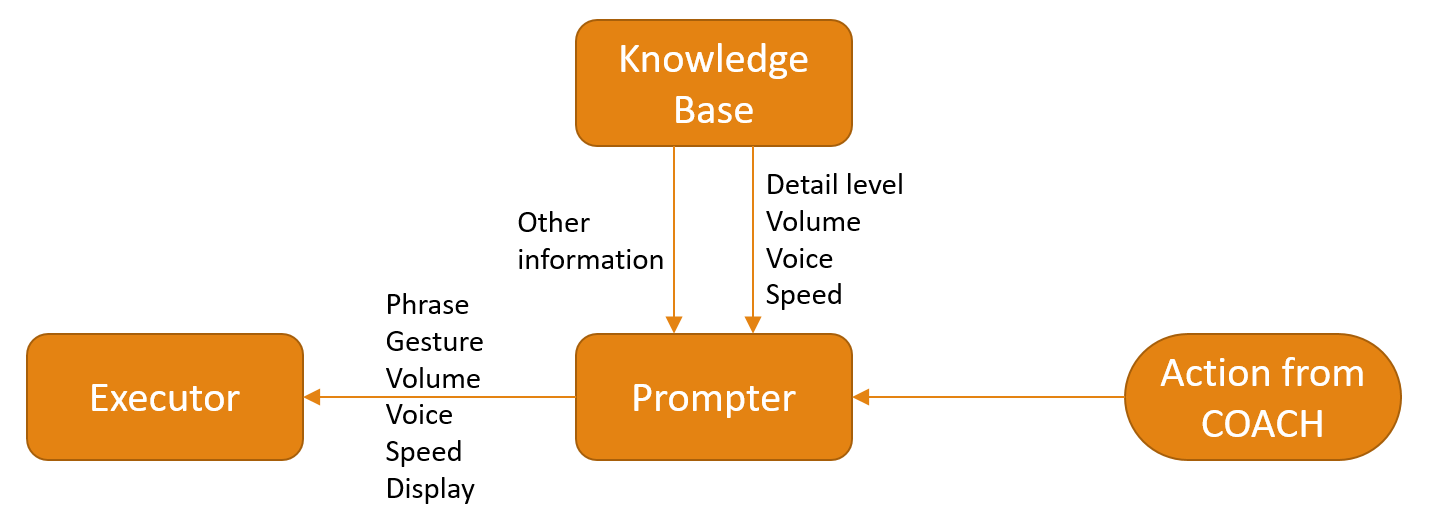 Knowledge
Base
Other
information
Detail level
Volume
Voice
Speed
Phrase
Gesture
Volume
Voice
Speed
Display
Executor
Prompter
Action from
COACH